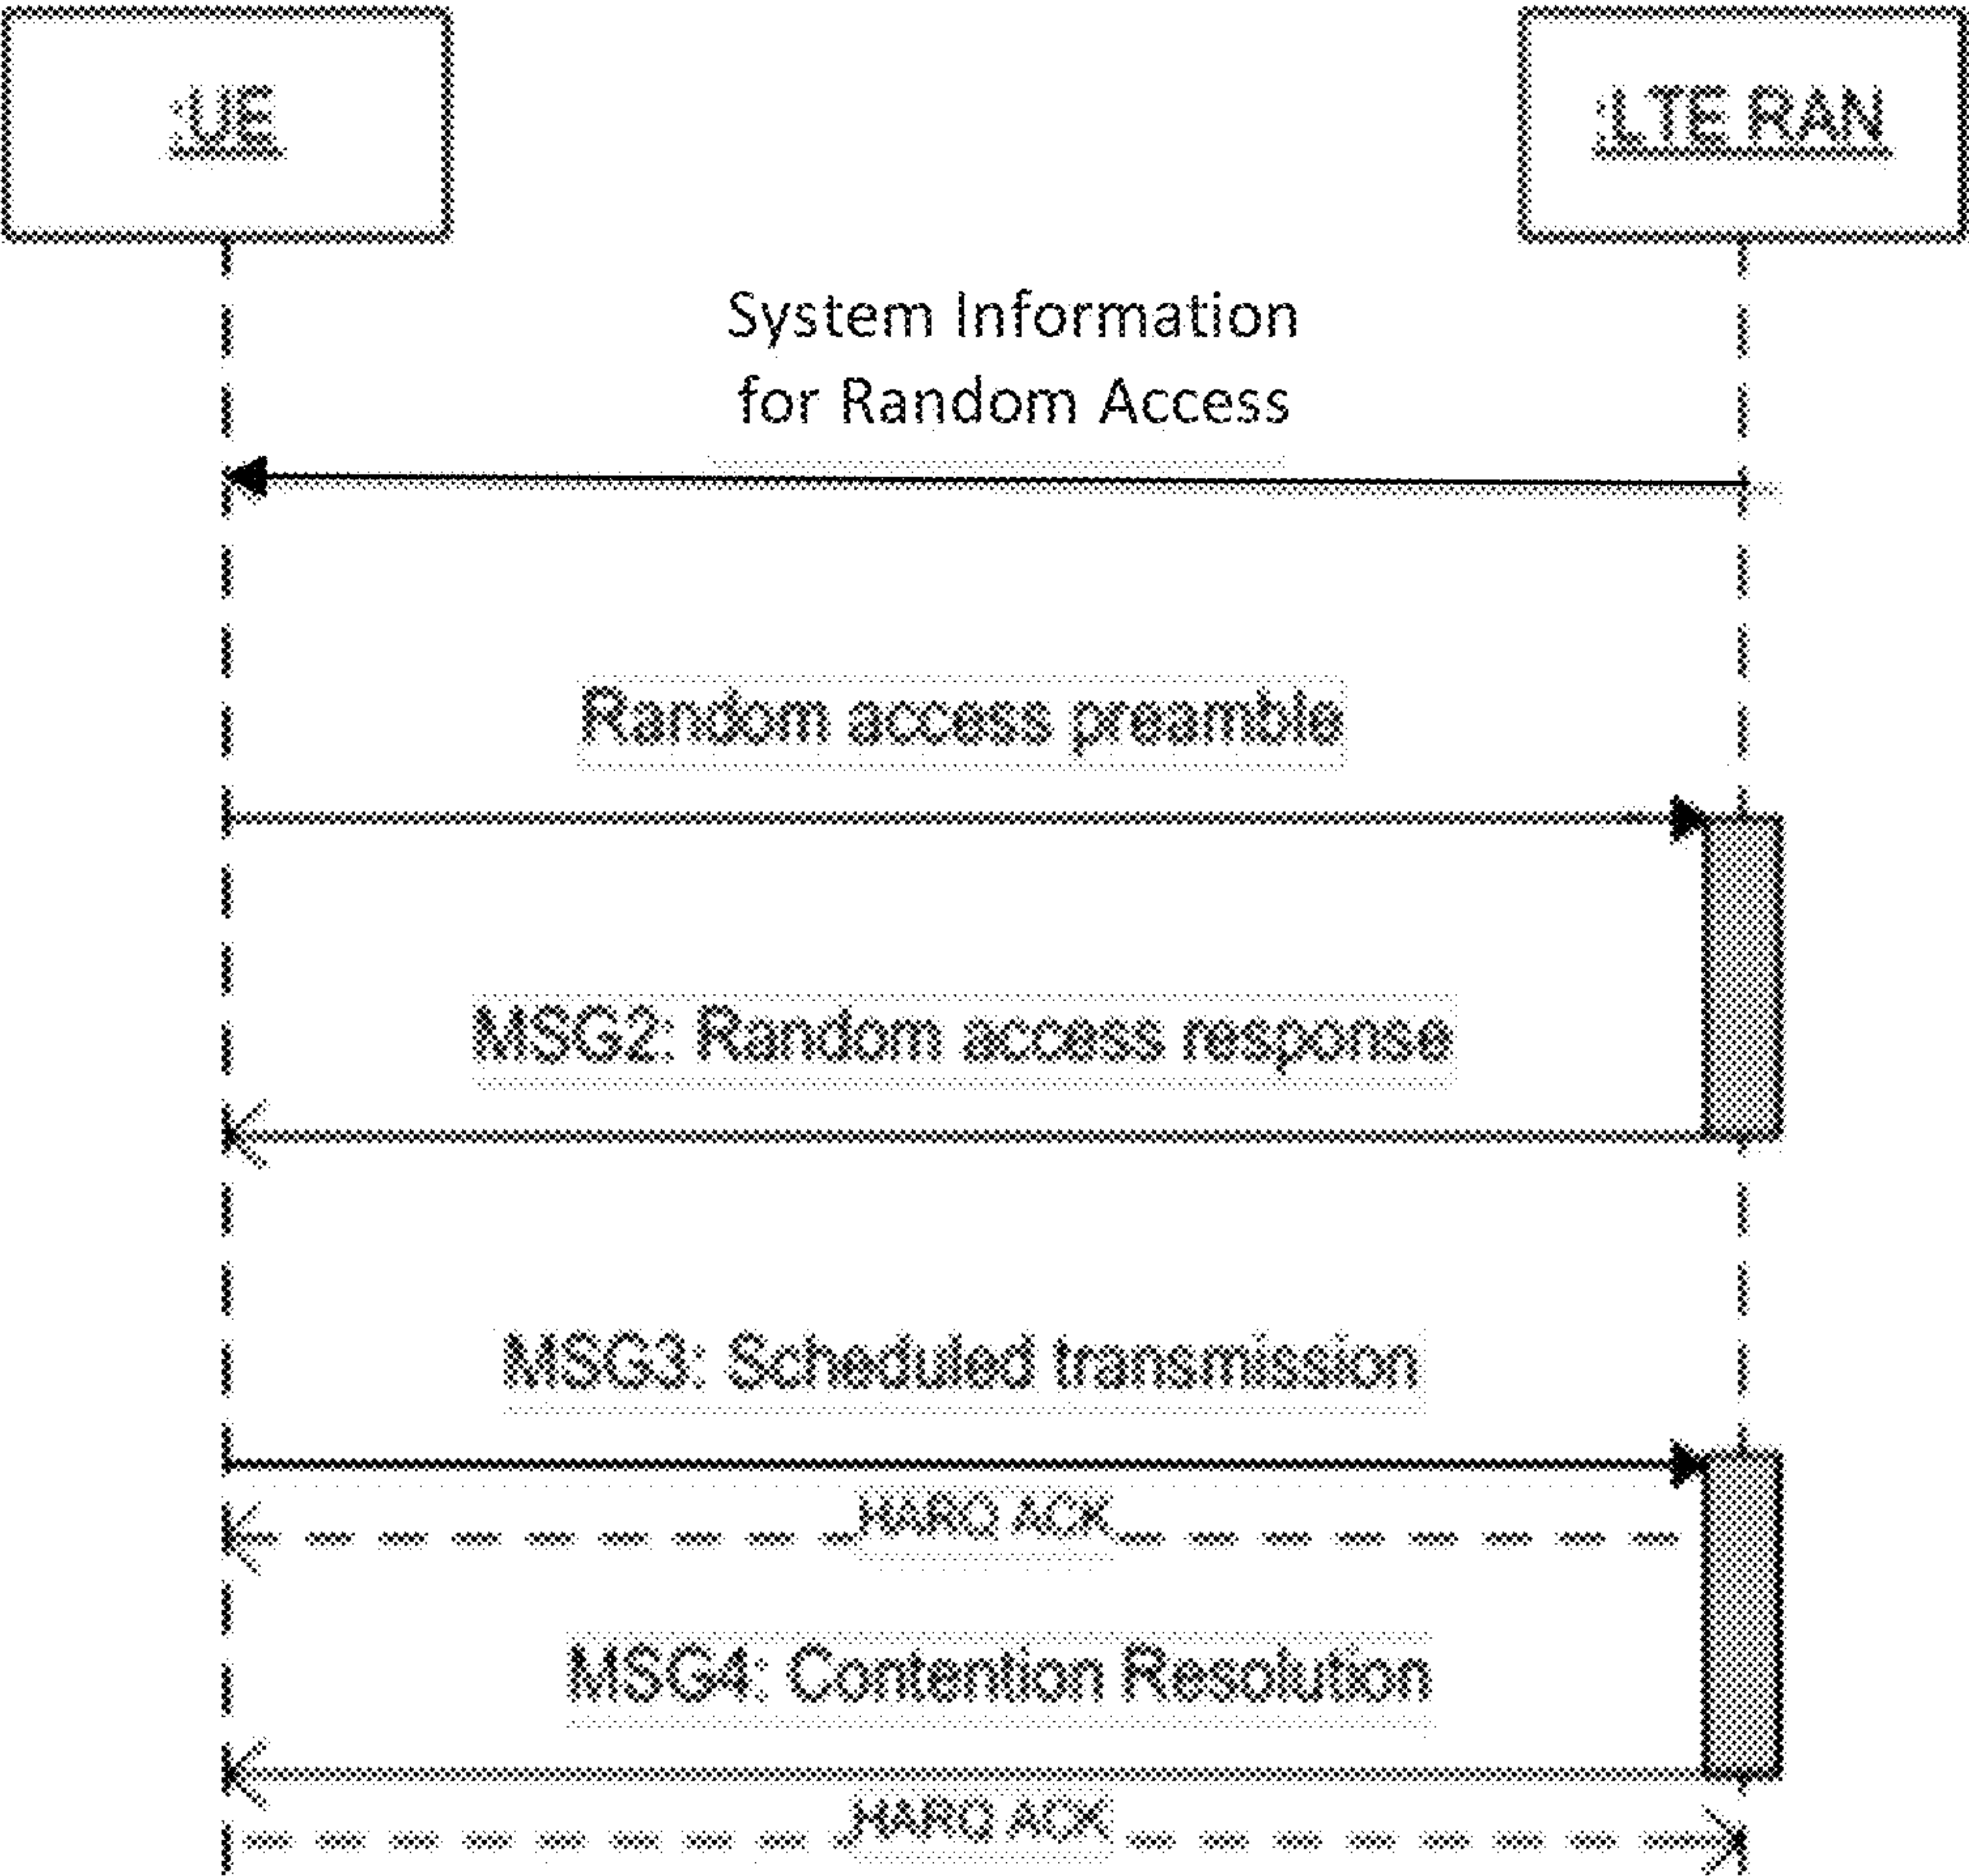 :UE
:LTE RAN
System Information
for Random Access
Random access preamble
MSG2: Random access response
MSG3: Scheduled transmission
HARQ ACK
MSG4: Contention Resolution
HARQ ACK